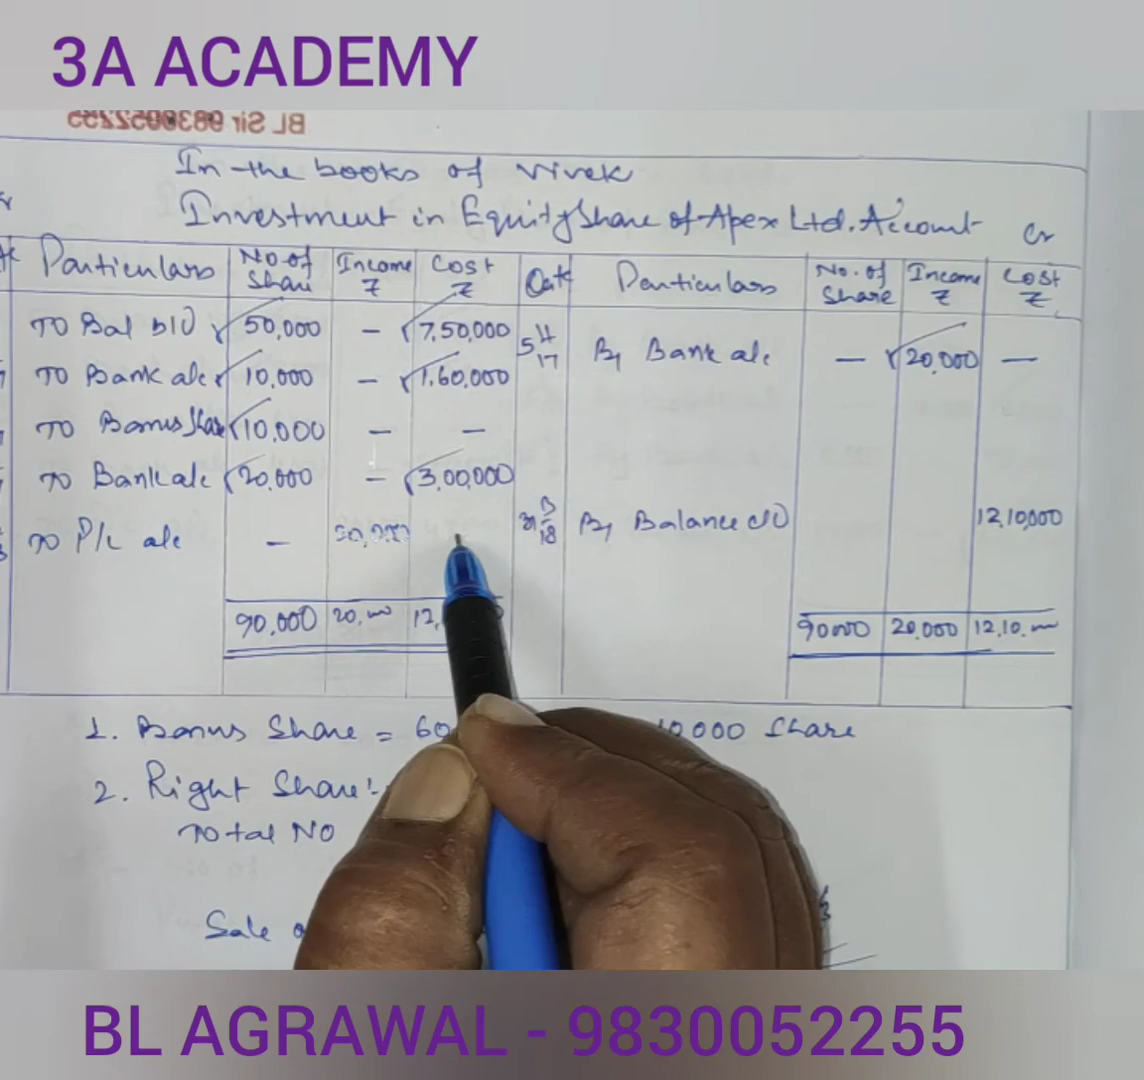 3A ACADEMY
BL Sir 9830052255
In the books of Vivek
Investment in Equity Share of Apex Ltd. Account Cr
Particulars No. of Share Income ₹ Cost ₹ Date Particulars No. of Share Income ₹ Cost ₹
To Bal b/d 50,000 - 7,50,000
5/4/17 By Bank a/c - 20,000 -
To Bank a/c 10,000 - 1,60,000
To Bonus Share 10,000 - -
To Bank a/c 20,000 - 3,00,000
31/3/18 By Balance c/d 12,10,000
To P/L a/c -
90,000 20,000 12, 90000 20,000 12,10,000
1. Bonus Share = 60 10,000 Share
2. Right Share:-
Total No
Sale
BL AGRAWAL - 9830052255